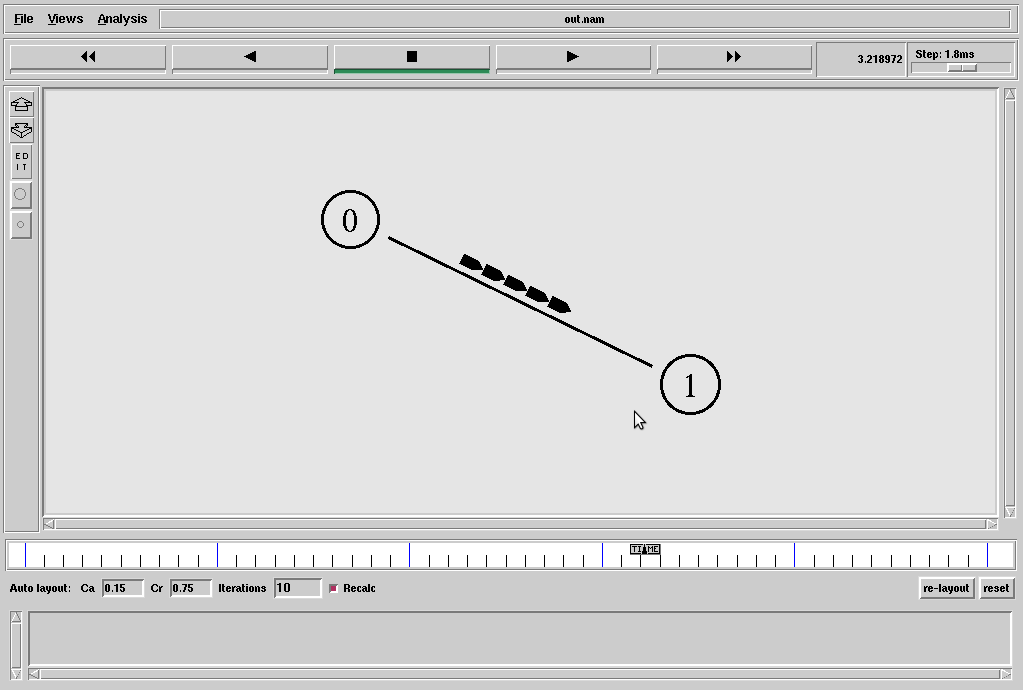 File Views Analysis out.nam
3.218972 Step: 1.8ms
ED
IT
0
1
TIME
Auto layout: Ca 0.15 Cr 0.75 Iterations 10 Recalc re-layout reset